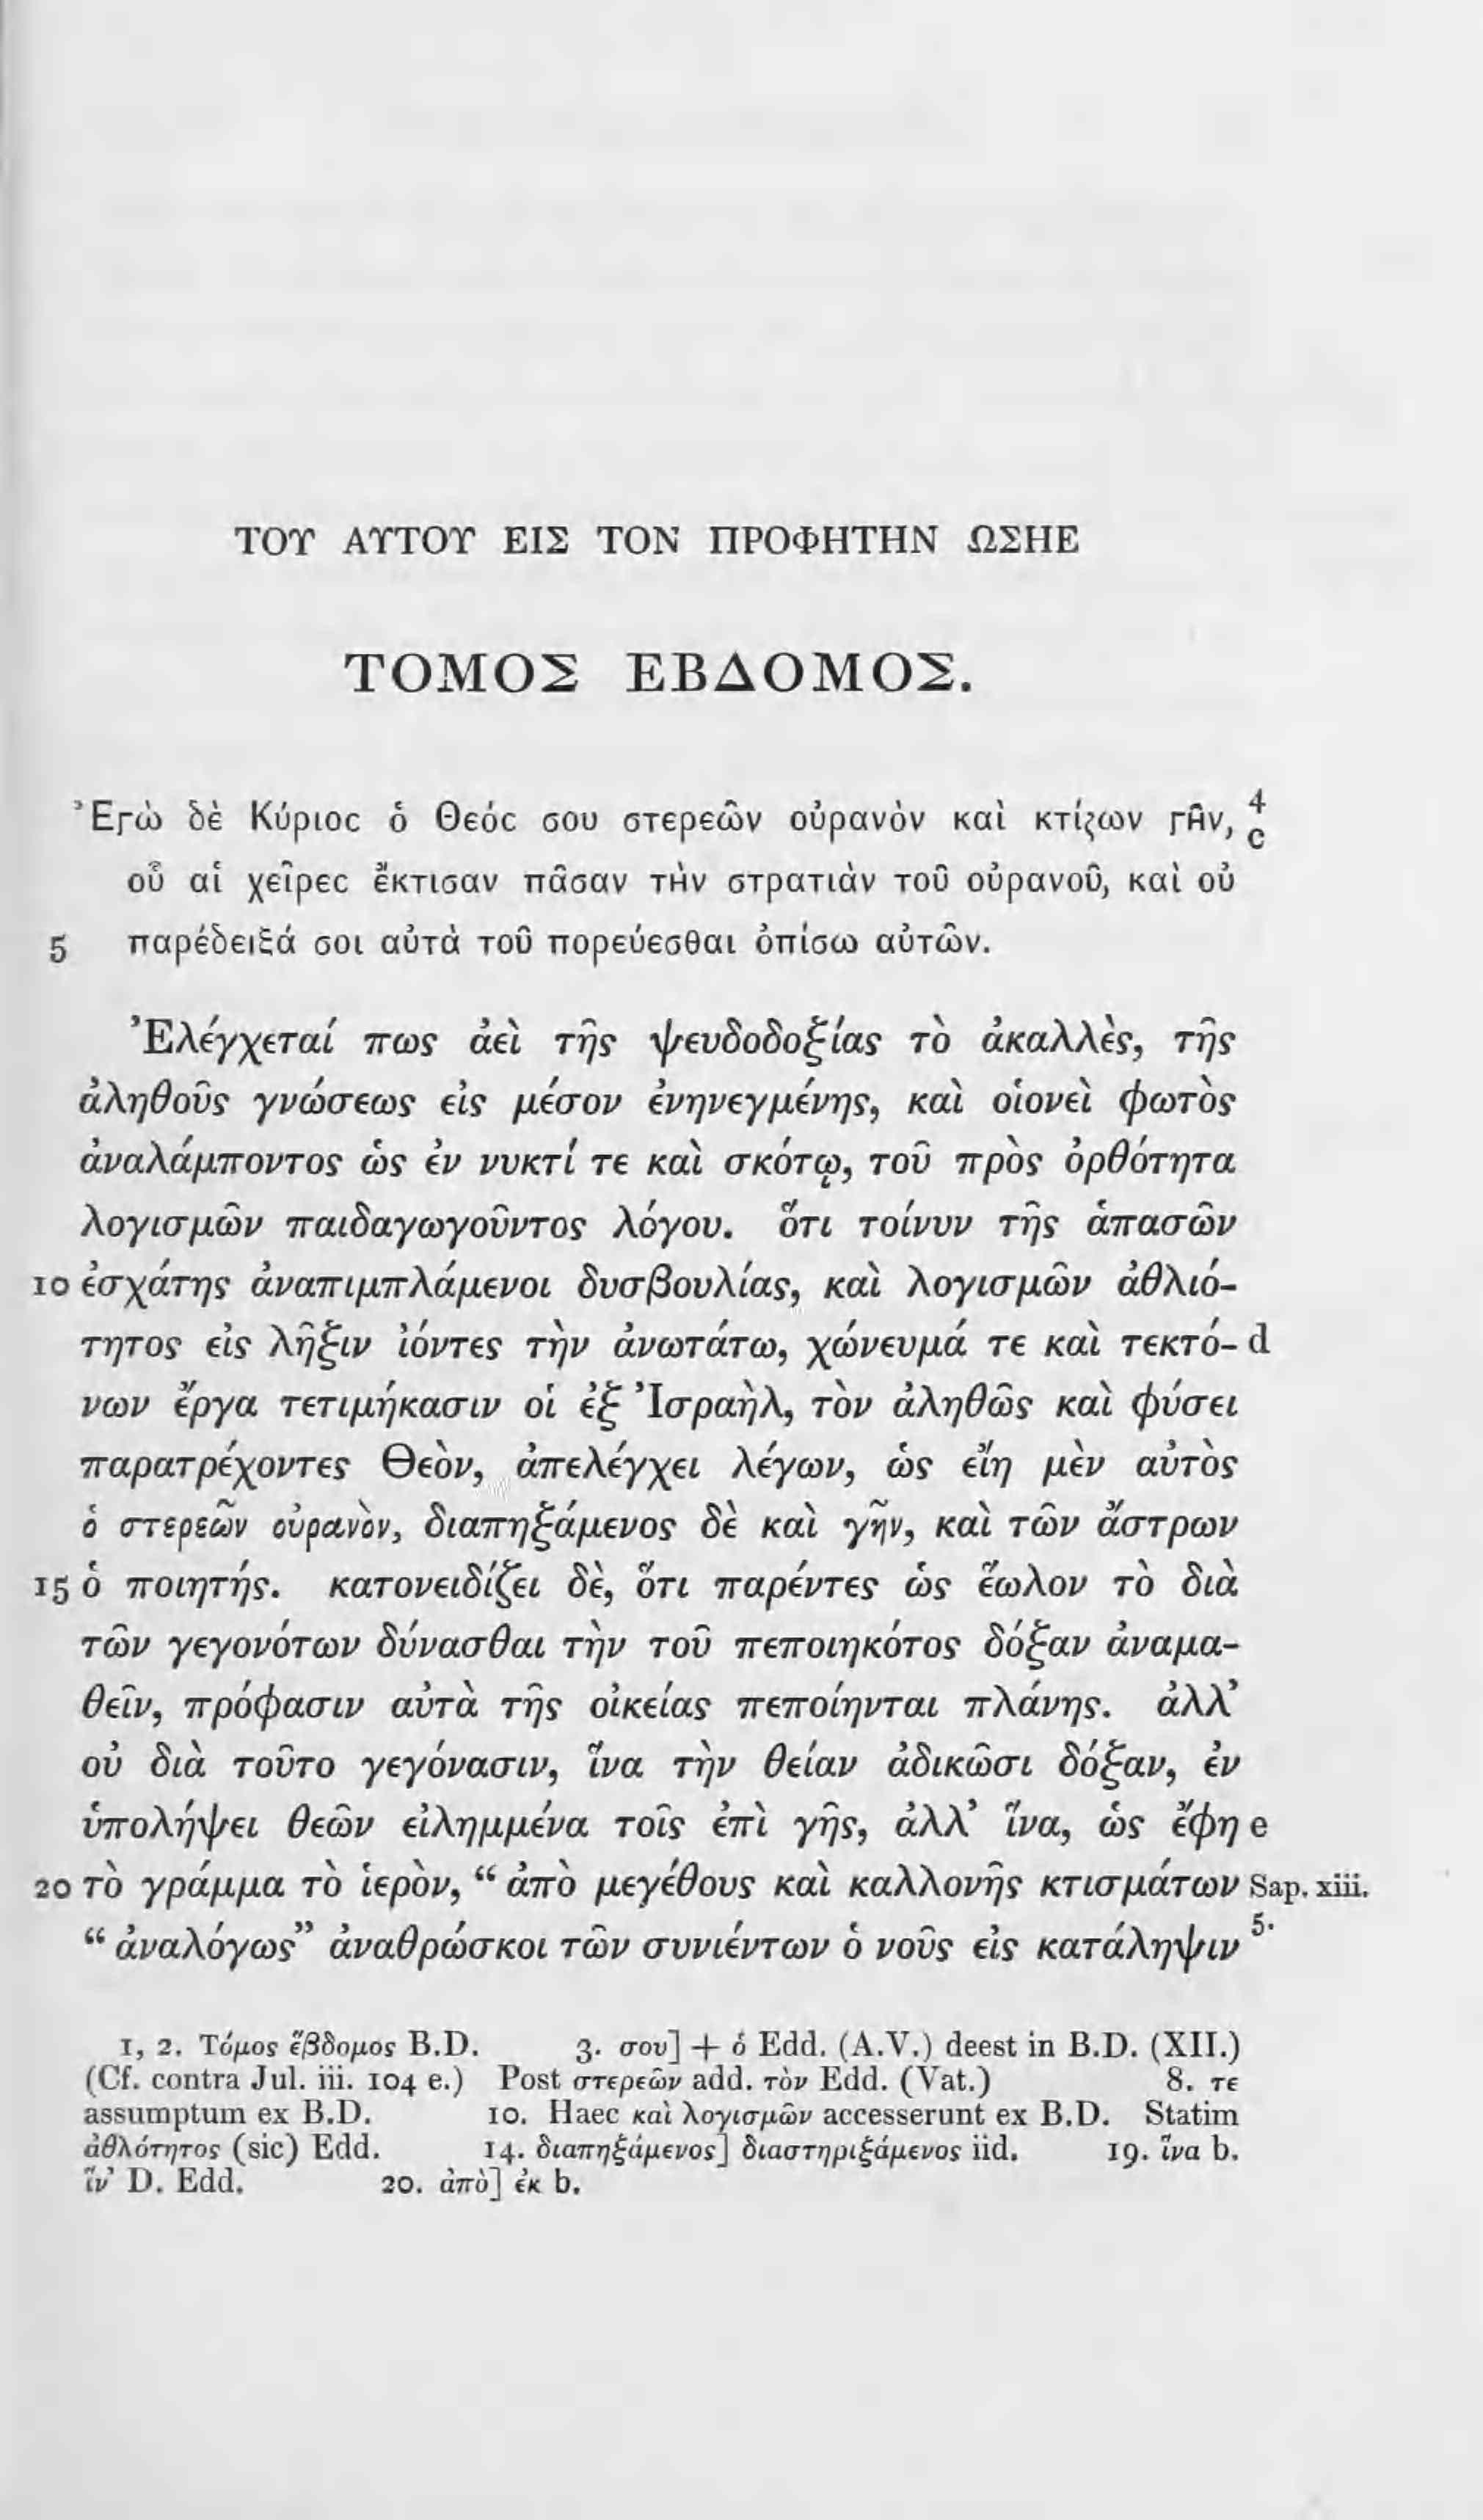 ΤΟΥ ΑΥΤΟΥ ΕΙΣ ΤΟΝ ΠΡΟΦΗΤΗΝ ΩΣΗΕ
ΤΟΜΟΣ ΕΒΔΟΜΟΣ.
Ἐγὼ δὲ Κύριος ὁ Θεός σου στερεῶν οὐρανὸν καὶ κτίζων γῆν, 4 c
οὗ αἱ χεῖρες ἔκτισαν πᾶσαν τὴν στρατιὰν τοῦ οὐρανοῦ, καὶ οὐ
5 παρέδειξά σοι αὐτὰ τοῦ πορεύεσθαι ὀπίσω αὐτῶν.
Ἐλέγχεταί πως ἀεὶ τῆς ψευδοδοξίας τὸ ἀκαλλὲς, τῆς
ἀληθοῦς γνώσεως εἰς μέσον ἐνηνεγμένης, καὶ οἱονεὶ φωτὸς
ἀναλάμποντος ὡς ἐν νυκτί τε καὶ σκότῳ, τοῦ πρὸς ὀρθότητα
λογισμῶν παιδαγωγοῦντος λόγου. ὅτι τοίνυν τῆς ἁπασῶν
10 ἐσχάτης ἀναπιμπλάμενοι δυσβουλίας, καὶ λογισμῶν ἀθλιό-
τητος εἰς λῆξιν ἰόντες τὴν ἀνωτάτω, χώνευμά τε καὶ τεκτό- d
νων ἔργα τετιμήκασιν οἱ ἐξ Ἰσραὴλ, τὸν ἀληθῶς καὶ φύσει
παρατρέχοντες Θεὸν, ἀπελέγχει λέγων, ὡς εἴη μὲν αὐτὸς
ὁ στερεῶν οὐρανὸν, διαπηξάμενος δὲ καὶ γῆν, καὶ τῶν ἄστρων
15 ὁ ποιητής. κατονειδίζει δὲ, ὅτι παρέντες ὡς ἕωλον τὸ διὰ
τῶν γεγονότων δύνασθαι τὴν τοῦ πεποιηκότος δόξαν ἀναμα-
θεῖν, πρόφασιν αὐτὰ τῆς οἰκείας πεποίηνται πλάνης. ἀλλ’
οὐ διὰ τοῦτο γεγόνασιν, ἵνα τὴν θείαν ἀδικῶσι δόξαν, ἐν
ὑπολήψει θεῶν εἰλημμένα τοῖς ἐπὶ γῆς, ἀλλ’ ἵνα, ὡς ἔφη e
20 τὸ γράμμα τὸ ἱερὸν, “ ἀπὸ μεγέθους καὶ καλλονῆς κτισμάτων Sap. xiii.
“ ἀναλόγως” ἀναθρώσκοι τῶν συνιέντων ὁ νοῦς εἰς κατάληψιν 5.
1, 2. Τόμος ἕβδομος B.D. 3. σου] + ὁ Edd. (A.V.) deest in B.D. (XII.)
(Cf. contra Jul. iii. 104 e.) Post στερεῶν add. τὸν Edd. (Vat.) 8. τε
assumptum ex B.D. 10. Haec καὶ λογισμῶν accesserunt ex B.D. Statim
ἀθλότητος (sic) Edd. 14. διαπηξάμενος] διαστηριξάμενος iid. 19. ἵνα b.
ἵν’ D. Edd. 20. ἀπὸ] ἐκ b.